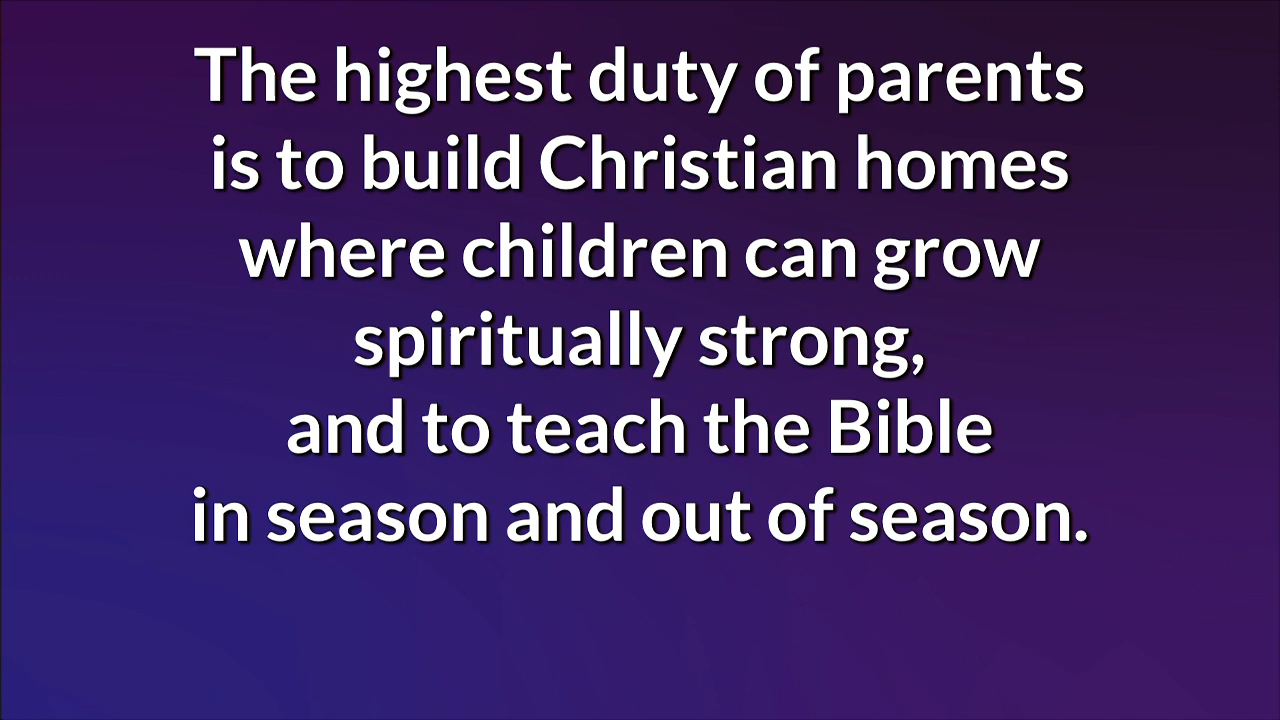 The highest duty of parents
is to build Christian homes
where children can grow
spiritually strong,
and to teach the Bible
in season and out of season.